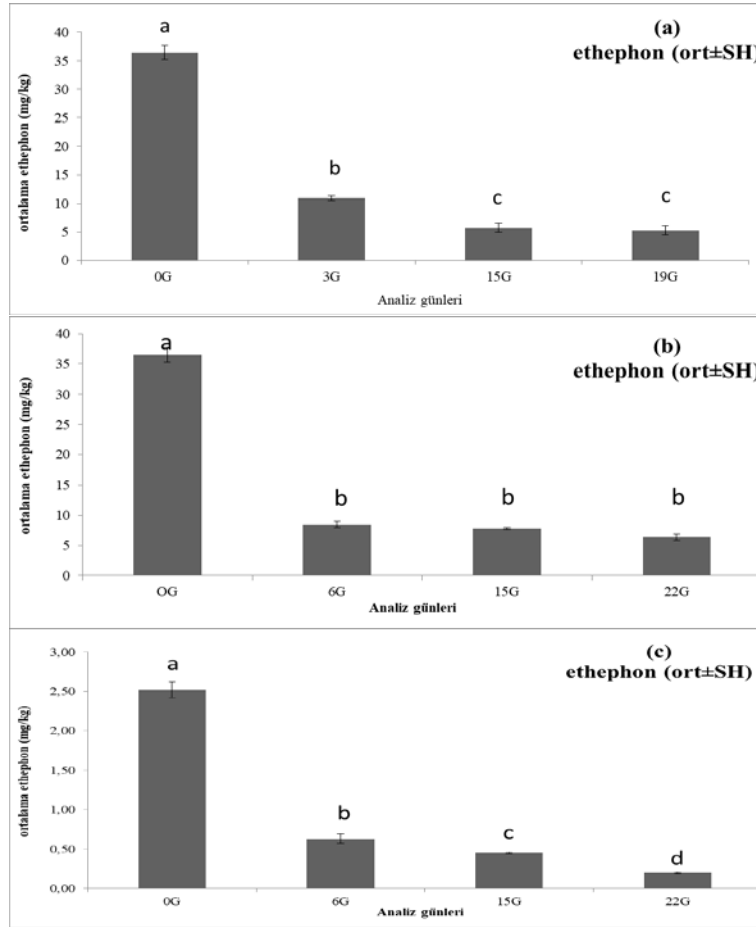 (a)
ethephon (ort±SH)
ortalama ethephon (mg/kg)
40
35
30
25
20
15
10
5
0
a
b
c
c
0G
3G
15G
19G
Analiz günleri
(b)
ethephon (ort±SH)
ortalama ethephon (mg/kg)
40
35
30
25
20
15
10
5
0
a
b
b
b
OG
6G
15G
22G
Analiz günleri
(c)
ethephon (ort±SH)
ortalama ethephon (mg/kg)
3,00
2,50
2,00
1,50
1,00
0,50
0,00
a
b
c
d
0G
6G
15G
22G
Analiz günleri